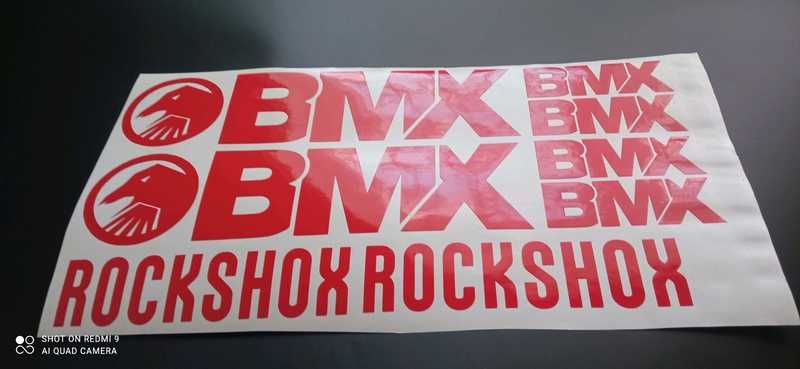 BMX BMX
BMX
BMX BMX
BMX
ROCKSHOX ROCKSHOX
SHOT ON REDMI 9
AI QUAD CAMERA